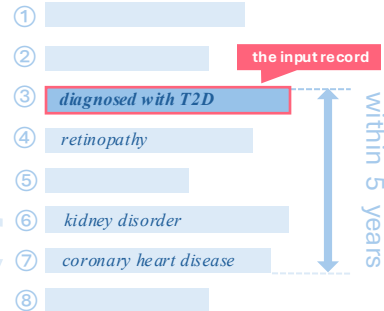 ①
②
the input record
③ diagnosed with T2D
④ retinopathy
⑤
⑥ kidney disorder
⑦ coronary heart disease
⑧
within 5 years